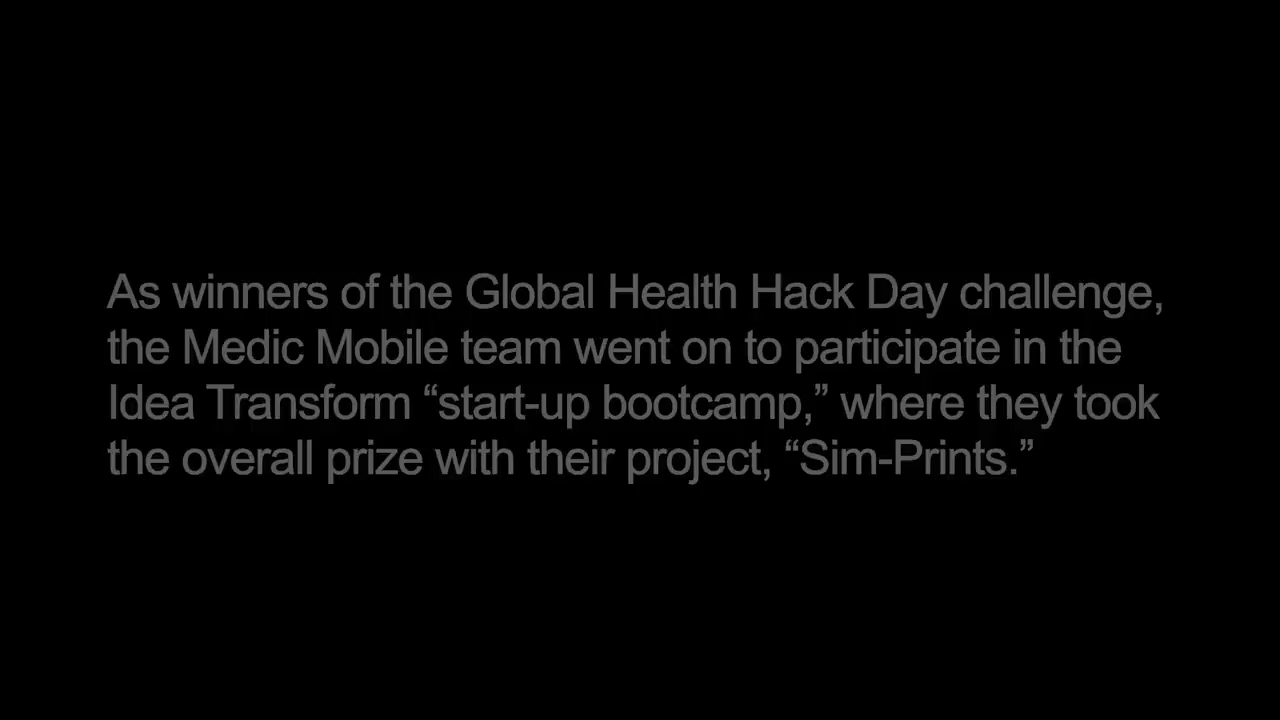 As winners of the Global Health Hack Day challenge,
the Medic Mobile team went on to participate in the
Idea Transform “start-up bootcamp,” where they took
the overall prize with their project, “Sim-Prints.”